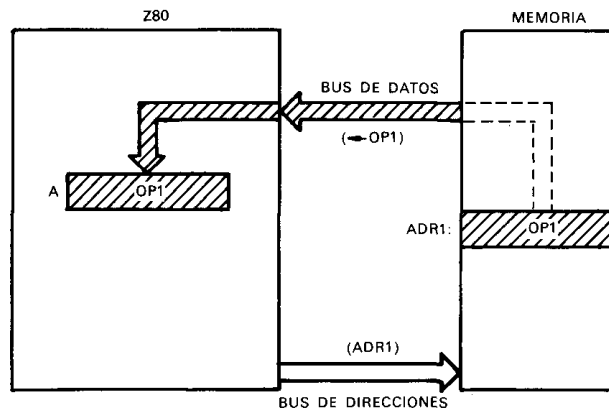 Z80
MEMORIA
BUS DE DATOS
(←OP1)
A
OP1
ADR1:
OP1
(ADR1)
BUS DE DIRECCIONES